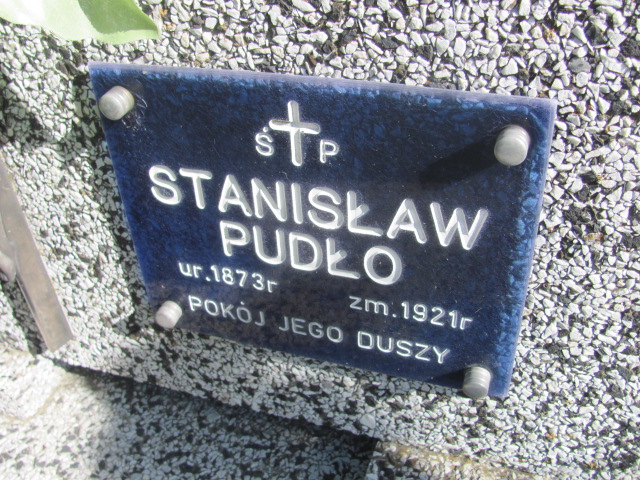 Ś P
STANISŁAW
PUDŁO
ur.1873r zm.1921r
POKÓJ JEGO DUSZY